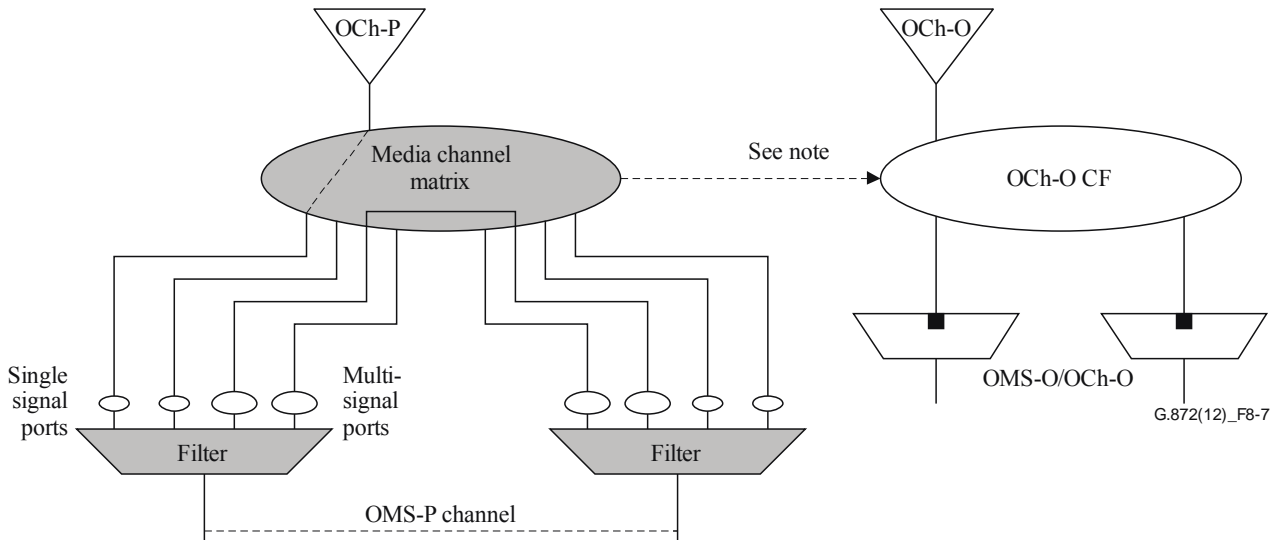 OCh-P
OCh-O
Media channel
matrix
See note
OCh-O CF
Single
signal
ports
Multi-
signal
ports
OMS-O/OCh-O
G.872(12)_F8-7
Filter
Filter
OMS-P channel